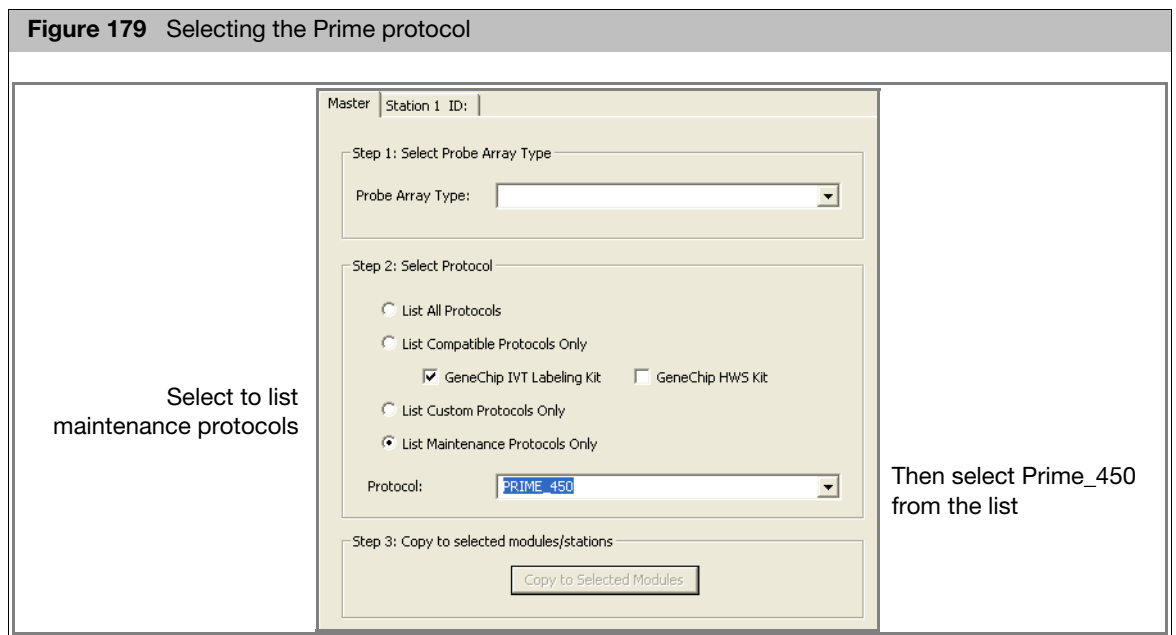 Figure 179 Selecting the Prime protocol
Master
Station 1 ID:
Step 1: Select Probe Array Type
Probe Array Type:
Step 2: Select Protocol
List All Protocols
List Compatible Protocols Only
GeneChip IVT Labeling Kit
GeneChip HWS Kit
List Custom Protocols Only
Select to list
maintenance protocols
List Maintenance Protocols Only
Protocol:
PRIME_450
Then select Prime_450
from the list
Step 3: Copy to selected modules/stations
Copy to Selected Modules